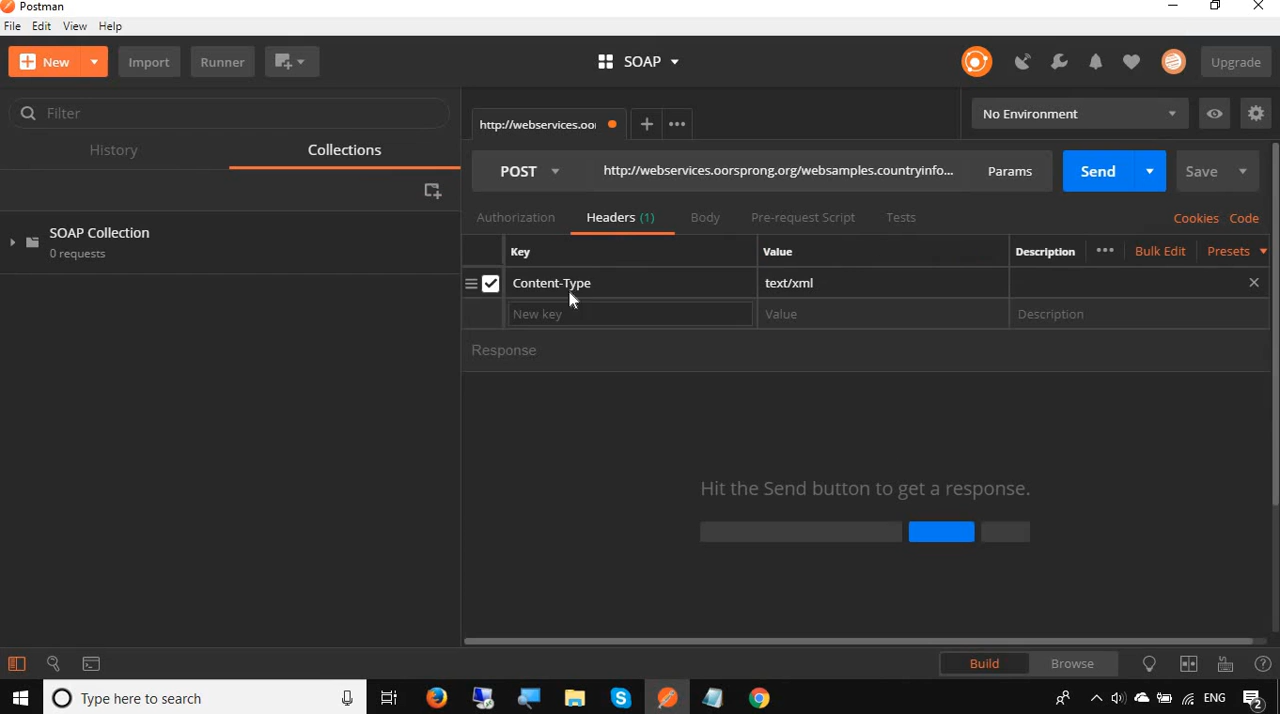 Postman
File Edit View Help
New Import Runner SOAP Upgrade
Filter
History Collections
SOAP Collection
0 requests
http://webservices.oor ••• No Environment
POST http://webservices.oorsprong.org/websamples.countryinfo... Params Send Save
Authorization Headers (1) Body Pre-request Script Tests Cookies Code
Key Value Description ••• Bulk Edit Presets
Content-Type text/xml
New key Value Description
Response
Hit the Send button to get a response.
Build Browse
Type here to search ENG 2